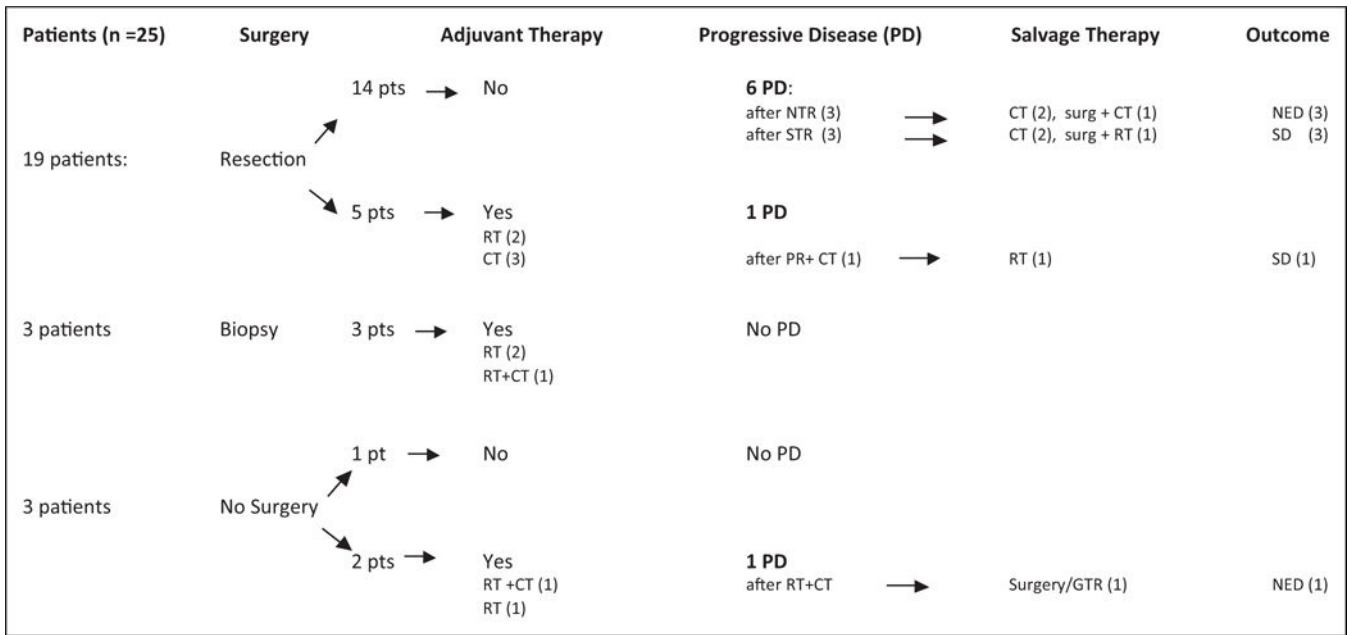 Patients (n =25) Surgery Adjuvant Therapy Progressive Disease (PD) Salvage Therapy Outcome
14 pts No 6 PD:
after NTR (3) CT (2), surg + CT (1) NED (3)
after STR (3) CT (2), surg + RT (1) SD (3)
19 patients: Resection
5 pts Yes 1 PD
RT (2)
CT (3) after PR+ CT (1) RT (1) SD (1)
3 patients Biopsy 3 pts Yes No PD
RT (2)
RT+CT (1)
1 pt No No PD
3 patients No Surgery
2 pts Yes 1 PD
RT +CT (1) after RT+CT Surgery/GTR (1) NED (1)
RT (1)